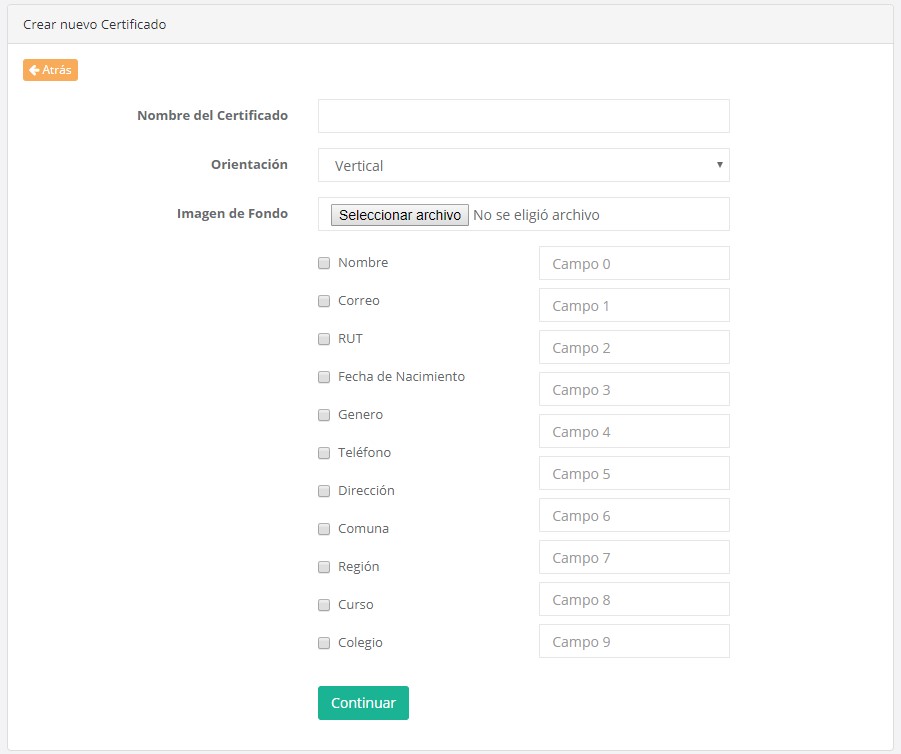 Crear nuevo Certificado
Atrás
Nombre del Certificado
Orientación
Vertical
Imagen de Fondo
Seleccionar archivo No se eligió archivo
Nombre
Campo 0
Correo
Campo 1
RUT
Campo 2
Fecha de Nacimiento
Campo 3
Genero
Campo 4
Teléfono
Campo 5
Dirección
Campo 6
Comuna
Campo 7
Región
Campo 8
Curso
Campo 9
Colegio
Continuar